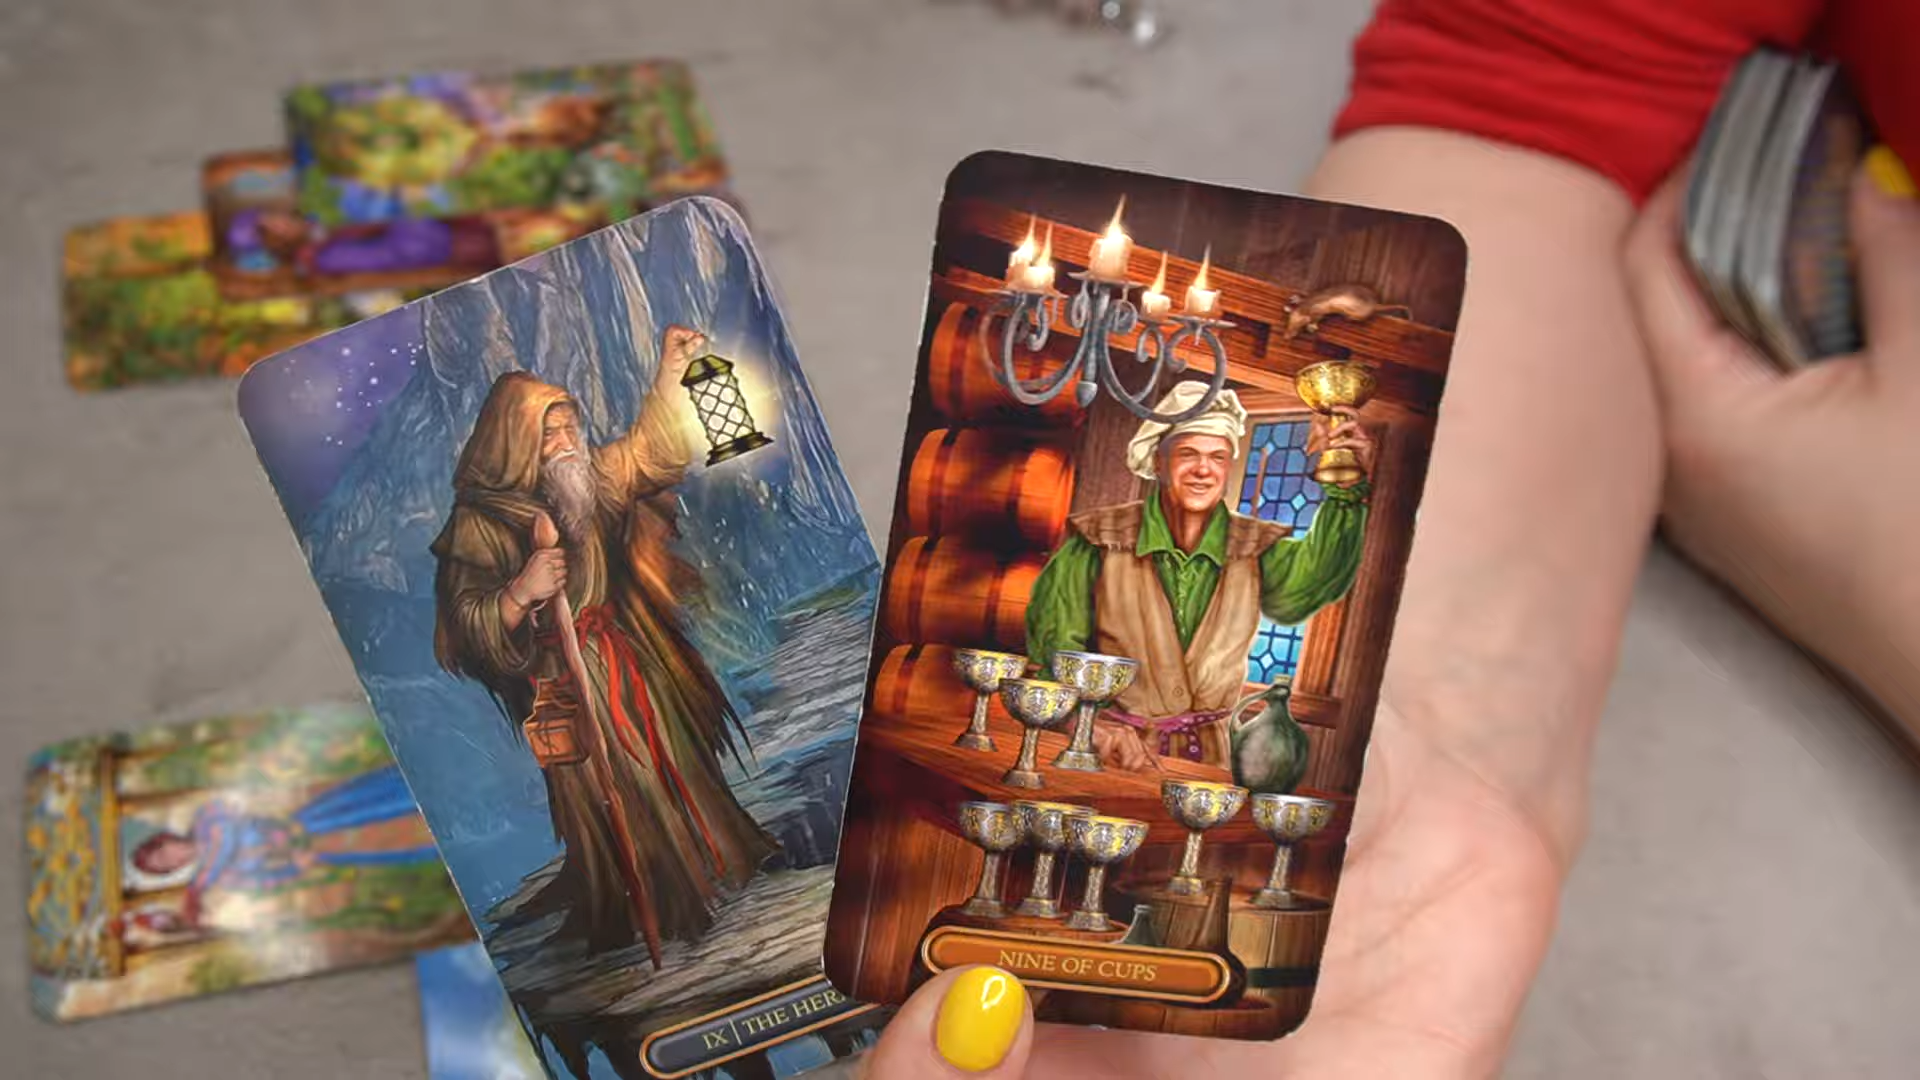 IX | THE HER
NINE OF CUPS